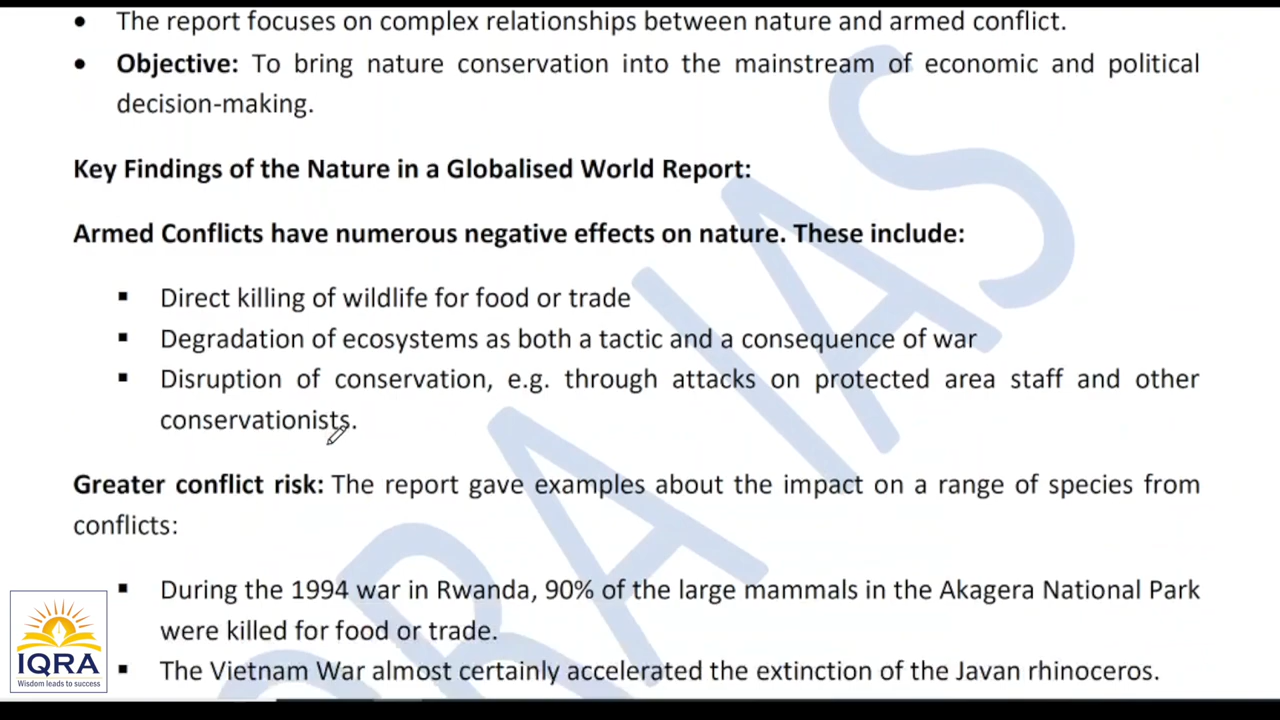 • The report focuses on complex relationships between nature and armed conflict.
• Objective: To bring nature conservation into the mainstream of economic and political
decision-making.
Key Findings of the Nature in a Globalised World Report:
Armed Conflicts have numerous negative effects on nature. These include:
▪ Direct killing of wildlife for food or trade
▪ Degradation of ecosystems as both a tactic and a consequence of war
▪ Disruption of conservation, e.g. through attacks on protected area staff and other
conservationists.
Greater conflict risk: The report gave examples about the impact on a range of species from
conflicts:
▪ During the 1994 war in Rwanda, 90% of the large mammals in the Akagera National Park
were killed for food or trade.
▪ The Vietnam War almost certainly accelerated the extinction of the Javan rhinoceros.
RA IAS
IQRA
Wisdom leads to success